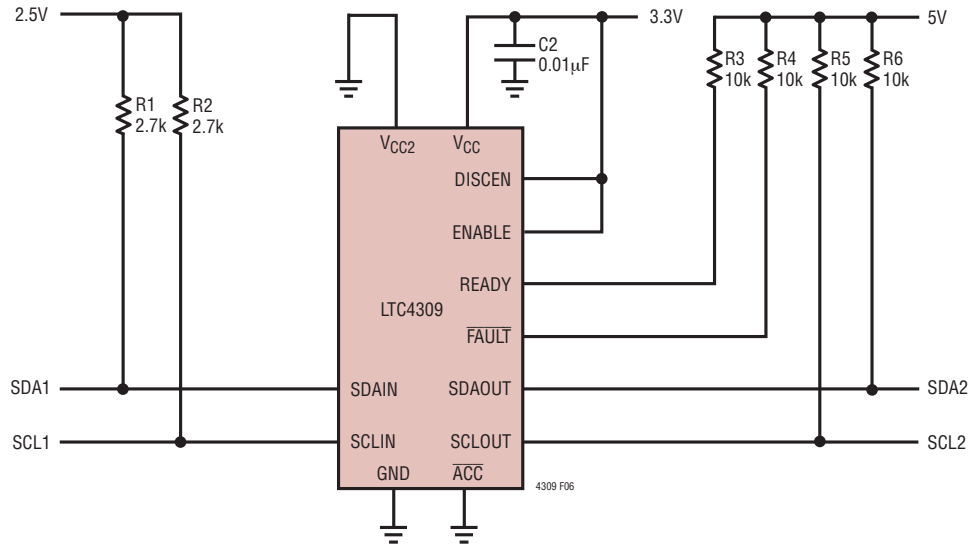 2.5V
3.3V
5V
C2
0.01μF
R1
2.7k
R2
2.7k
R3
10k
R4
10k
R5
10k
R6
10k
VCC2
VCC
DISCEN
ENABLE
READY
LTC4309
FAULT
SDA1
SDAIN
SDAOUT
SDA2
SCL1
SCLIN
SCLOUT
SCL2
GND
ACC
4309 F06